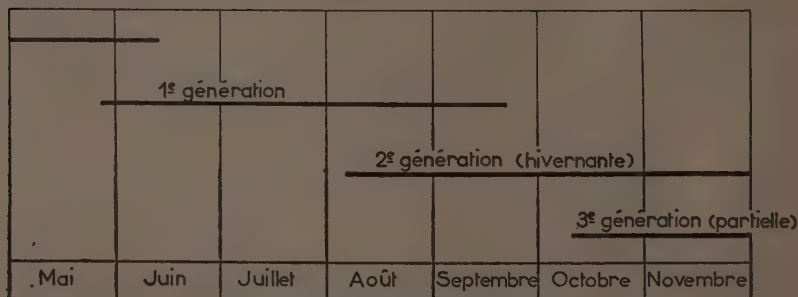 1e génération
2e génération (hivernante)
3e génération (partielle)
Mai Juin Juillet Août Septembre Octobre Novembre